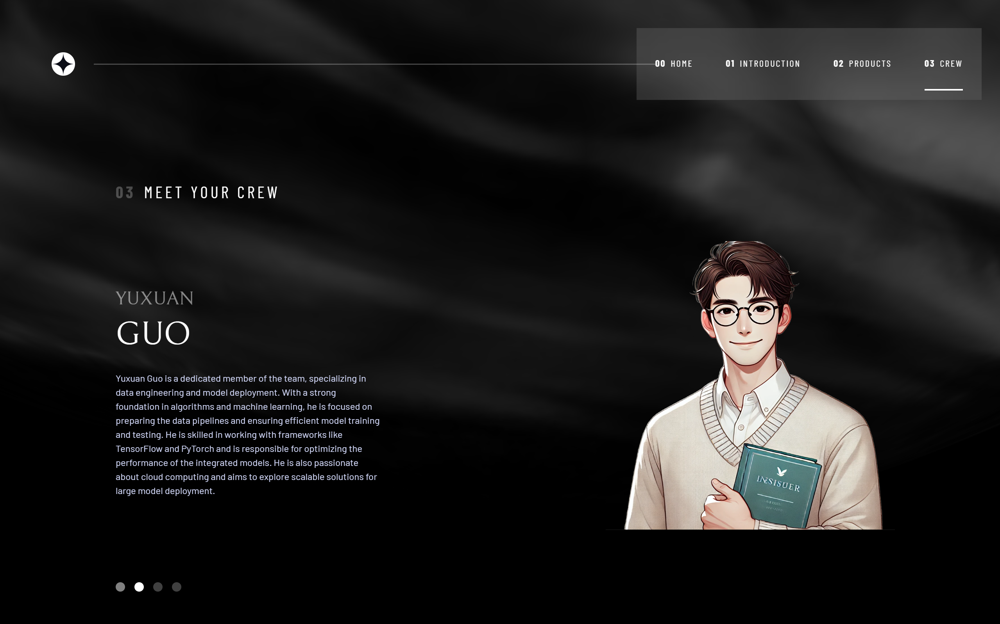 00 HOME 01 INTRODUCTION 02 PRODUCTS 03 CREW
03 MEET YOUR CREW
YUXUAN
GUO
Yuxuan Guo is a dedicated member of the team, specializing in
data engineering and model deployment. With a strong
foundation in algorithms and machine learning, he is focused on
preparing the data pipelines and ensuring efficient model training
and testing. He is skilled in working with frameworks like
TensorFlow and PyTorch and is responsible for optimizing the
performance of the integrated models. He is also passionate
about cloud computing and aims to explore scalable solutions for
large model deployment.
INSISUER